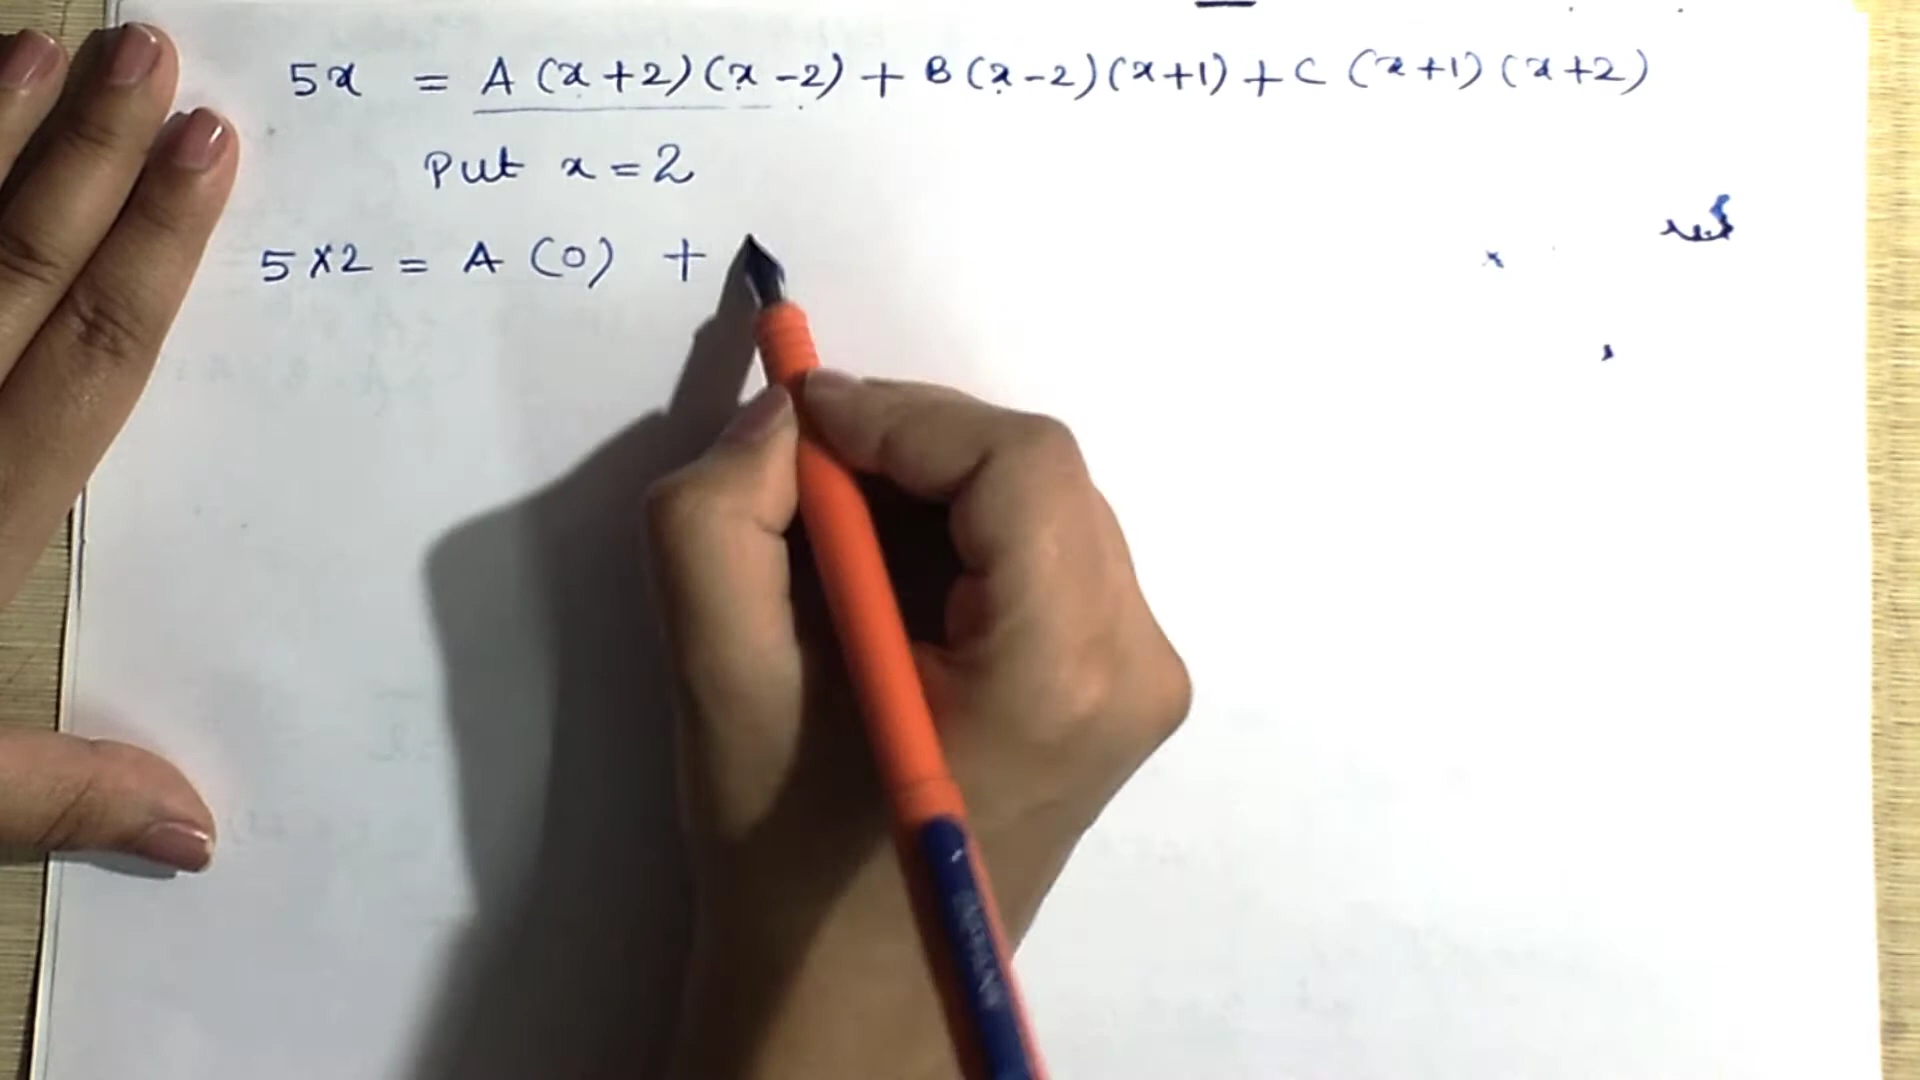 5x = A (x+2)(x-2) + B (x-2)(x+1) + C (x+1)(x+2)
Put x = 2
5×2 = A (0) +